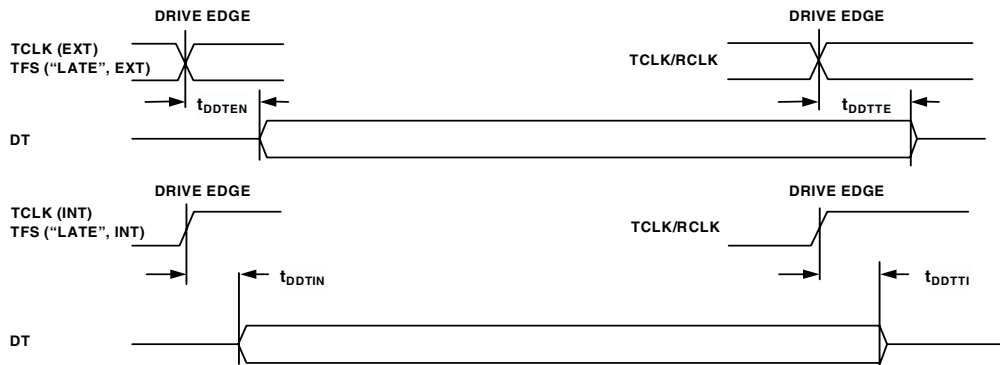 DRIVE EDGE
DRIVE EDGE
TCLK (EXT)
TFS (“LATE”, EXT)
TCLK/RCLK
tDDTEN
tDDTTE
DT
DRIVE EDGE
DRIVE EDGE
TCLK (INT)
TFS (“LATE”, INT)
TCLK/RCLK
tDDTIN
tDDTTI
DT